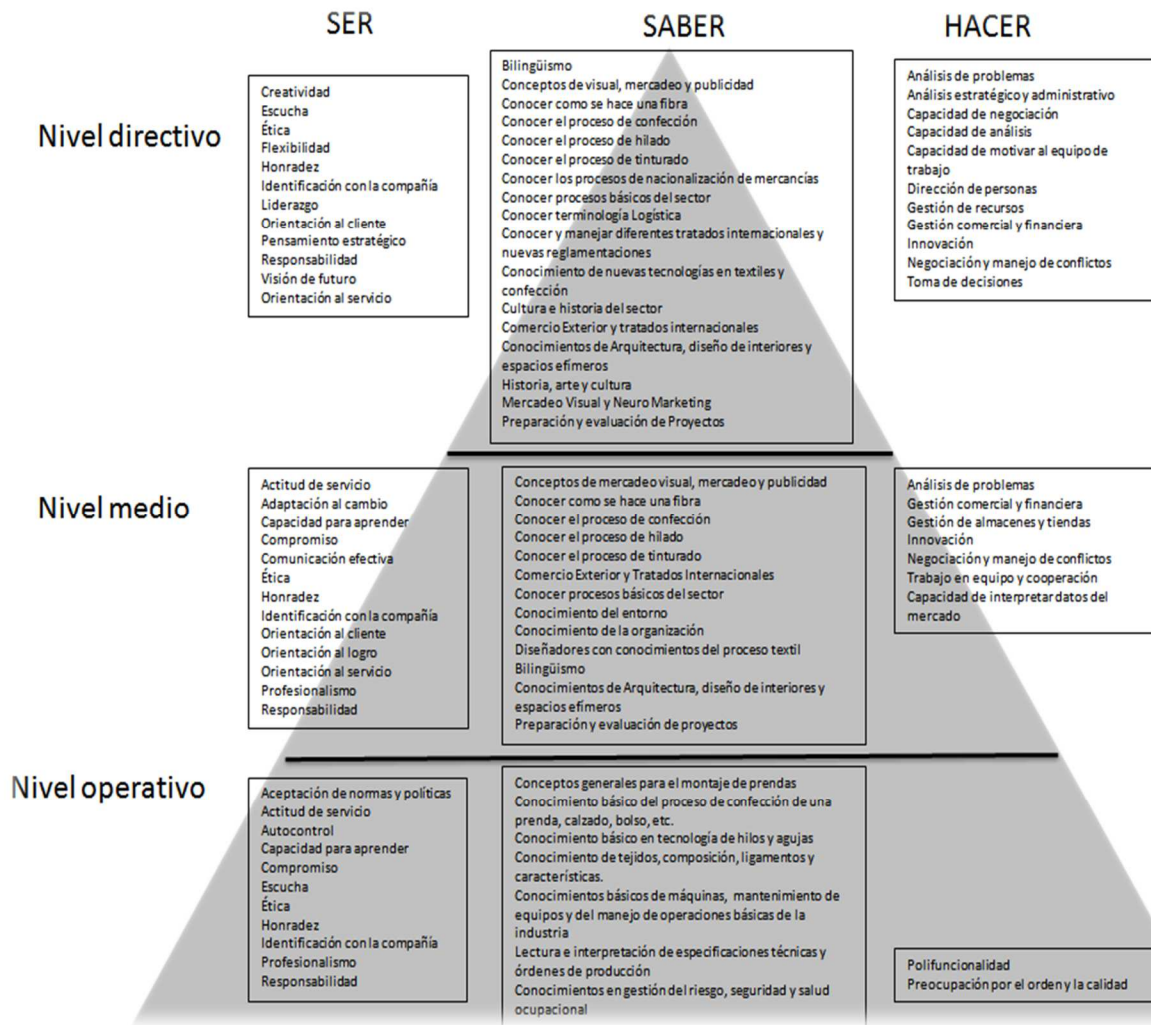 SER
SABER
HACER
Nivel directivo
Creatividad
Escucha
Ética
Flexibilidad
Honradez
Identificación con la compañía
Liderazgo
Orientación al cliente
Pensamiento estratégico
Responsabilidad
Visión de futuro
Orientación al servicio
Bilingüismo
Conceptos de visual, mercadeo y publicidad
Conocer como se hace una fibra
Conocer el proceso de confección
Conocer el proceso de hilado
Conocer el proceso de tinturado
Conocer los procesos de nacionalización de mercancías
Conocer procesos básicos del sector
Conocer terminología Logística
Conocer y manejar diferentes tratados internacionales y
nuevas reglamentaciones
Conocimiento de nuevas tecnologías en textiles y
confección
Cultura e historia del sector
Comercio Exterior y tratados internacionales
Conocimientos de Arquitectura, diseño de interiores y
espacios efímeros
Historia, arte y cultura
Mercadeo Visual y Neuro Marketing
Preparación y evaluación de Proyectos
Análisis de problemas
Análisis estratégico y administrativo
Capacidad de negociación
Capacidad de análisis
Capacidad de motivar al equipo de
trabajo
Dirección de personas
Gestión de recursos
Gestión comercial y financiera
Innovación
Negociación y manejo de conflictos
Toma de decisiones
Nivel medio
Actitud de servicio
Adaptación al cambio
Capacidad para aprender
Compromiso
Comunicación efectiva
Ética
Honradez
Identificación con la compañía
Orientación al cliente
Orientación al logro
Orientación al servicio
Profesionalismo
Responsabilidad
Conceptos de mercadeo visual, mercadeo y publicidad
Conocer como se hace una fibra
Conocer el proceso de confección
Conocer el proceso de hilado
Conocer el proceso de tinturado
Comercio Exterior y Tratados Internacionales
Conocer procesos básicos del sector
Conocimiento del entorno
Conocimiento de la organización
Diseñadores con conocimientos del proceso textil
Bilingüismo
Conocimientos de Arquitectura, diseño de interiores y
espacios efímeros
Preparación y evaluación de proyectos
Análisis de problemas
Gestión comercial y financiera
Gestión de almacenes y tiendas
Innovación
Negociación y manejo de conflictos
Trabajo en equipo y cooperación
Capacidad de interpretar datos del
mercado
Nivel operativo
Aceptación de normas y políticas
Actitud de servicio
Autocontrol
Capacidad para aprender
Compromiso
Escucha
Ética
Honradez
Identificación con la compañía
Profesionalismo
Responsabilidad
Conceptos generales para el montaje de prendas
Conocimiento básico del proceso de confección de una
prenda, calzado, bolso, etc.
Conocimiento básico en tecnología de hilos y agujas
Conocimiento de tejidos, composición, ligamentos y
características.
Conocimientos básicos de máquinas, mantenimiento de
equipos y del manejo de operaciones básicas de la
industria
Lectura e interpretación de especificaciones técnicas y
órdenes de producción
Conocimientos en gestión del riesgo, seguridad y salud
ocupacional
Polifuncionalidad
Preocupación por el orden y la calidad